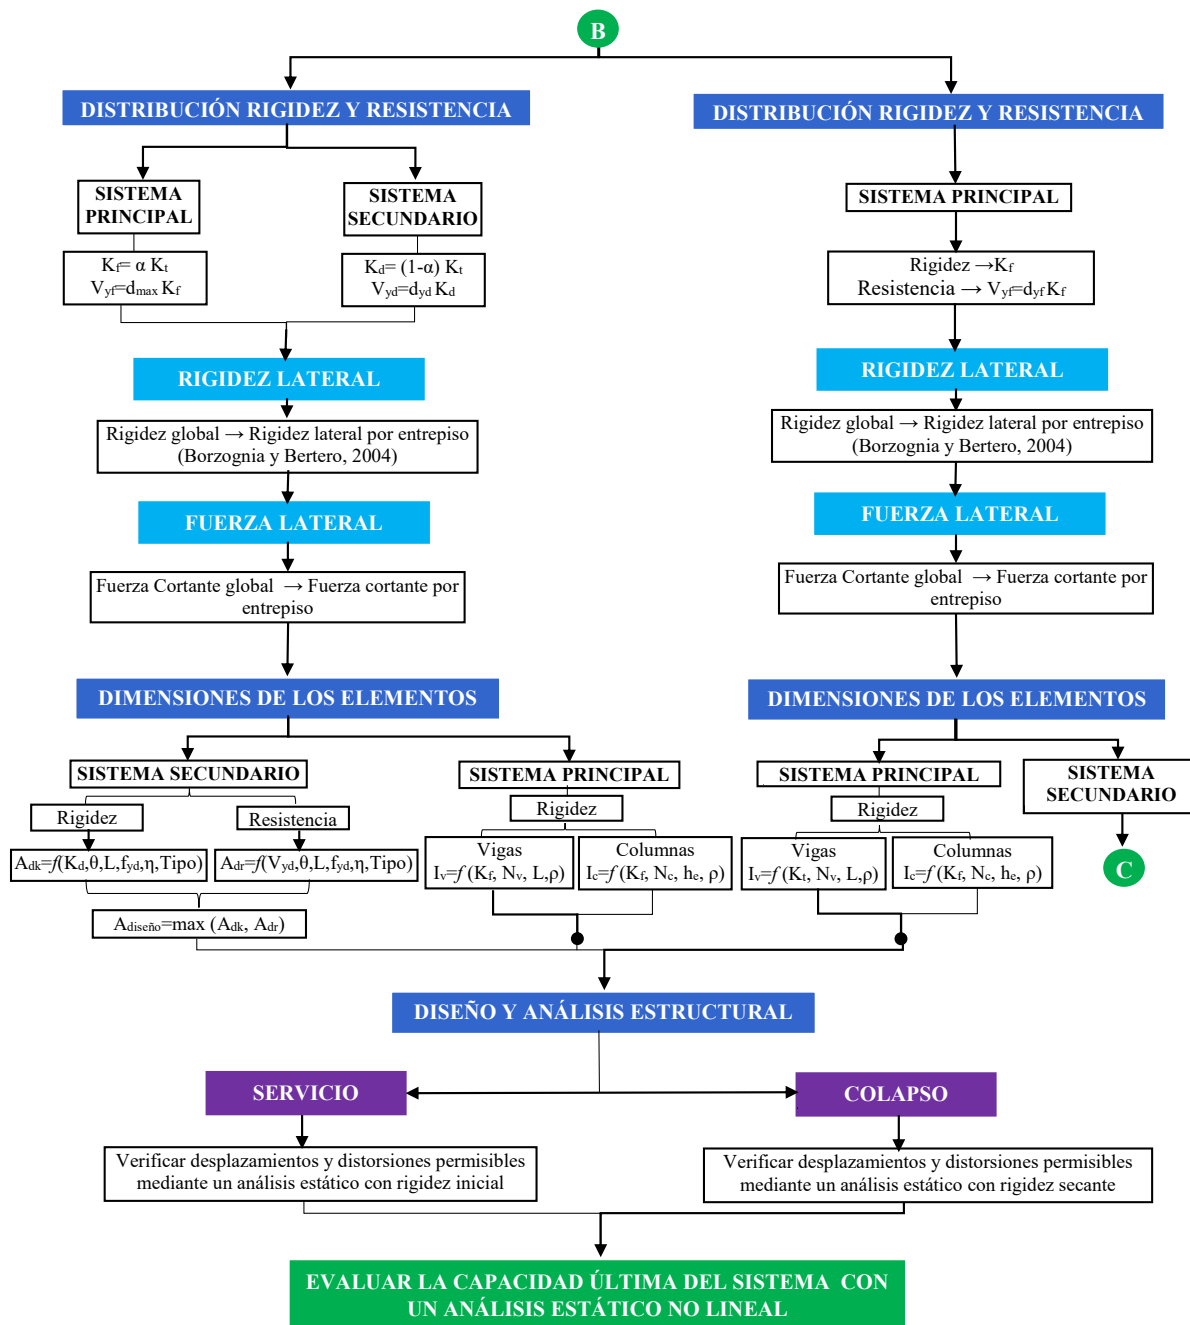 B
DISTRIBUCIÓN RIGIDEZ Y RESISTENCIA
SISTEMA
PRINCIPAL
SISTEMA
SECUNDARIO
Kf= α Kt
Vyf=dmax Kf
Kd= (1-α) Kt
Vyd=dyd Kd
RIGIDEZ LATERAL
Rigidez global → Rigidez lateral por entrepiso
(Borzognia y Bertero, 2004)
FUERZA LATERAL
Fuerza Cortante global → Fuerza cortante por
entrepiso
DIMENSIONES DE LOS ELEMENTOS
SISTEMA SECUNDARIO
Rigidez
Resistencia
Adk=f(Kd,θ,L,fyd,η,Tipo)
Adr=f(Vyd,θ,L,fyd,η,Tipo)
Adiseño=max (Adk, Adr)
SISTEMA PRINCIPAL
Rigidez
Vigas
Iv=f (Kf, Nv, L,ρ)
Columnas
Ic=f (Kf, Nc, he, ρ)
DISTRIBUCIÓN RIGIDEZ Y RESISTENCIA
SISTEMA PRINCIPAL
Rigidez →Kf
Resistencia → Vyf=dyf Kf
RIGIDEZ LATERAL
Rigidez global → Rigidez lateral por entrepiso
(Borzognia y Bertero, 2004)
FUERZA LATERAL
Fuerza Cortante global → Fuerza cortante por
entrepiso
DIMENSIONES DE LOS ELEMENTOS
SISTEMA PRINCIPAL
Rigidez
Vigas
Iv=f (Kt, Nv, L,ρ)
Columnas
Ic=f (Kf, Nc, he, ρ)
SISTEMA
SECUNDARIO
C
DISEÑO Y ANÁLISIS ESTRUCTURAL
SERVICIO
Verificar desplazamientos y distorsiones permisibles
mediante un análisis estático con rigidez inicial
COLAPSO
Verificar desplazamientos y distorsiones permisibles
mediante un análisis estático con rigidez secante
EVALUAR LA CAPACIDAD ÚLTIMA DEL SISTEMA CON
UN ANÁLISIS ESTÁTICO NO LINEAL